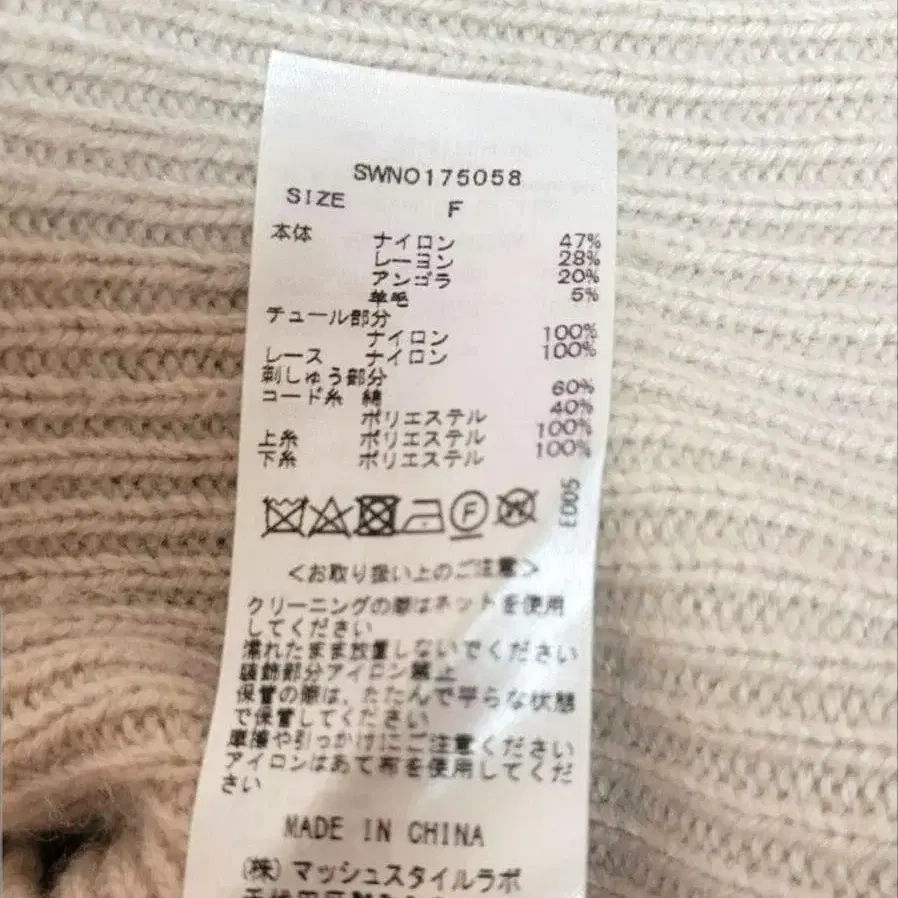 SWNO175058
SIZE F
本体 ナイロン 47%
レーヨン 28%
アンゴラ 20%
羊毛 5%
チュール部分
ナイロン 100%
レース ナイロン 100%
刺しゅう部分
コード糸 綿 60%
ポリエステル 40%
上糸 ポリエステル 100%
下糸 ポリエステル 100%
F
W
E005
<お取り扱い上のご注意>
クリーニングの際はネットを使用
してください
濡れたまま放置しないでください
装飾部分アイロン禁止
保管の際は、たたんで平らな状態
で保管してください
摩擦や引っかけにご注意ください
アイロンはあて布を使用してくだ
さい
MADE IN CHINA
(株)マッシュスタイルラボ